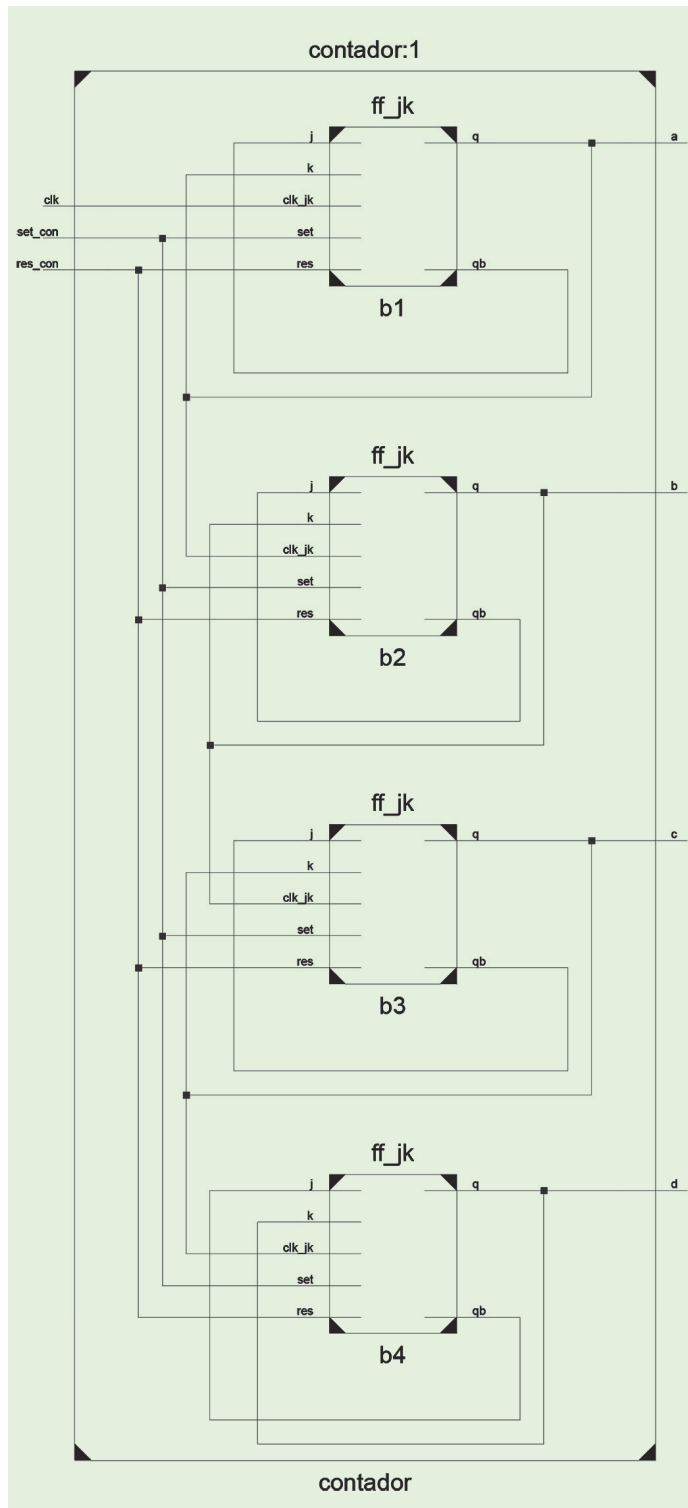 contador:1
ff_jk
j q a
k
clk clk_jk
set_con set
res_con res qb
b1
ff_jk
j q b
k
clk_jk
set
res qb
b2
ff_jk
j q c
k
clk_jk
set
res qb
b3
ff_jk
j q d
k
clk_jk
set
res qb
b4
contador